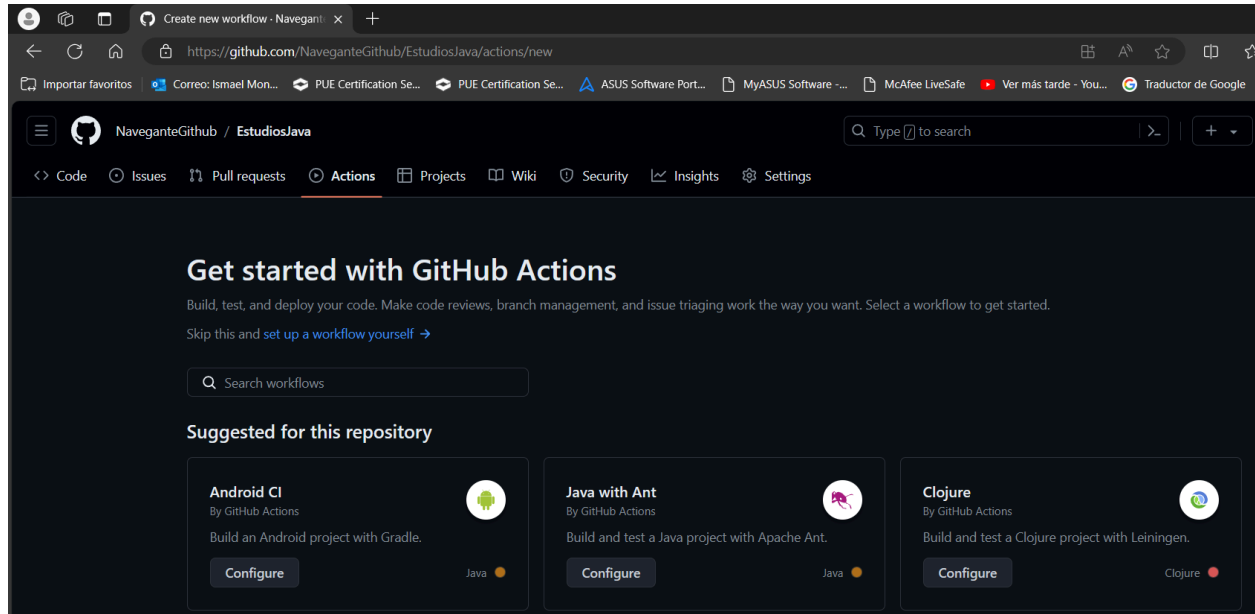 Create new workflow · Navegant
https://github.com/NaveganteGithub/EstudiosJava/actions/new
Importar favoritos Correo: Ismael Mon... PUE Certification Se... PUE Certification Se... ASUS Software Port... MyASUS Software -... McAfee LiveSafe Ver más tarde - You... Traductor de Google
NaveganteGithub / EstudiosJava Type / to search
Code Issues Pull requests Actions Projects Wiki Security Insights Settings
Get started with GitHub Actions
Build, test, and deploy your code. Make code reviews, branch management, and issue triaging work the way you want. Select a workflow to get started.
Skip this and set up a workflow yourself →
Search workflows
Suggested for this repository
Android CI
By GitHub Actions
Build an Android project with Gradle.
Configure Java
Java with Ant
By GitHub Actions
Build and test a Java project with Apache Ant.
Configure Java
Clojure
By GitHub Actions
Build and test a Clojure project with Leiningen.
Configure Clojure